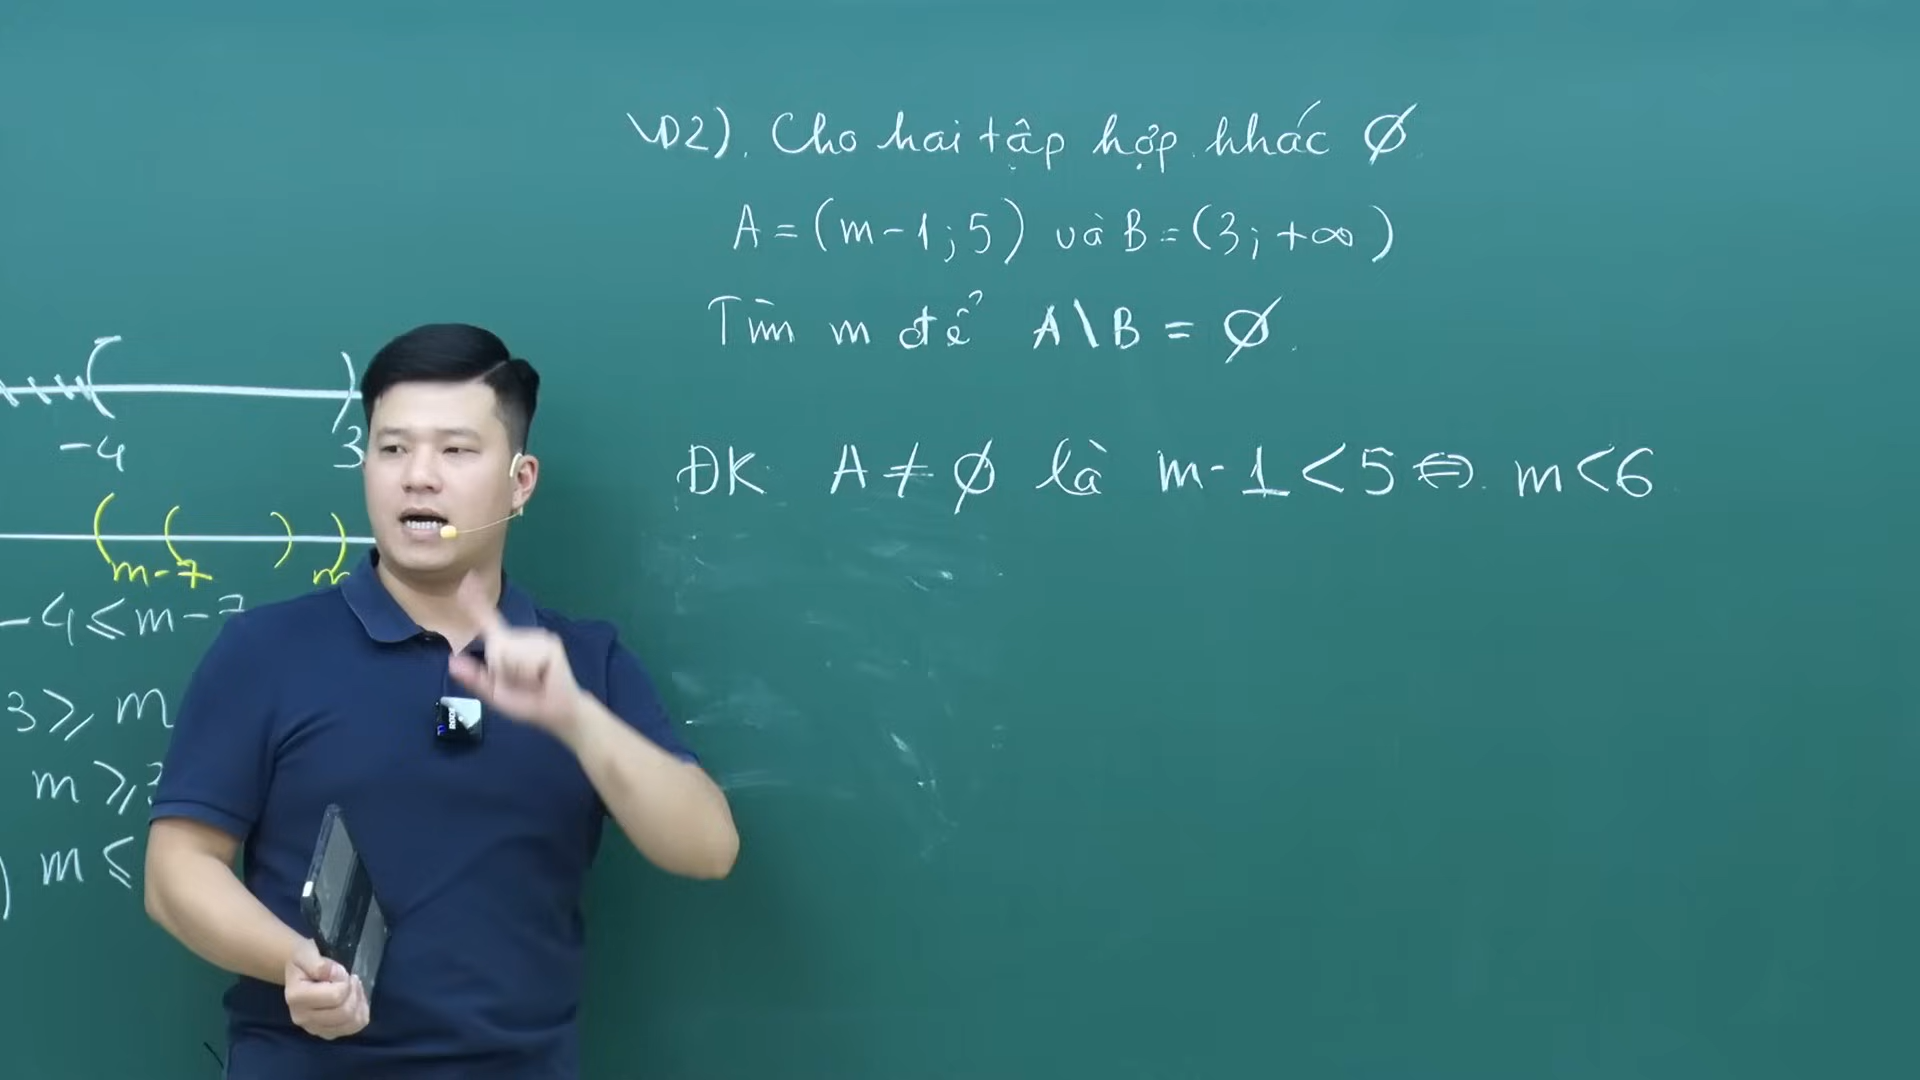 VD2). Cho hai tập hợp khác ∅
A = (m-1; 5) và B = (3; +∞)
Tìm m để A\B = ∅.
ĐK A ≠ ∅ là m-1 < 5 ⇔ m < 6
-4 3
m-7 m
-4 ≤ m-7
3 ≥ m
m ≥ 3
m ≤
RODE